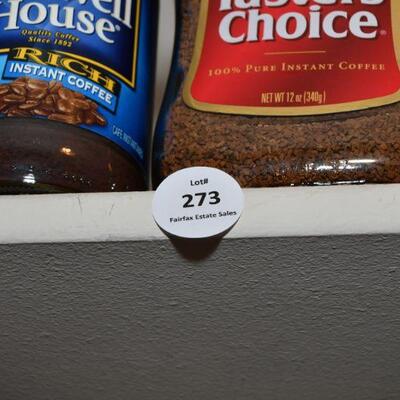 House
Quality Coffee
Since 1892
RICH
INSTANT COFFEE
Choice®
100% PURE INSTANT COFFEE
NET WT 12 oz (340g)
Lot#
273
Fairfax Estate Sales